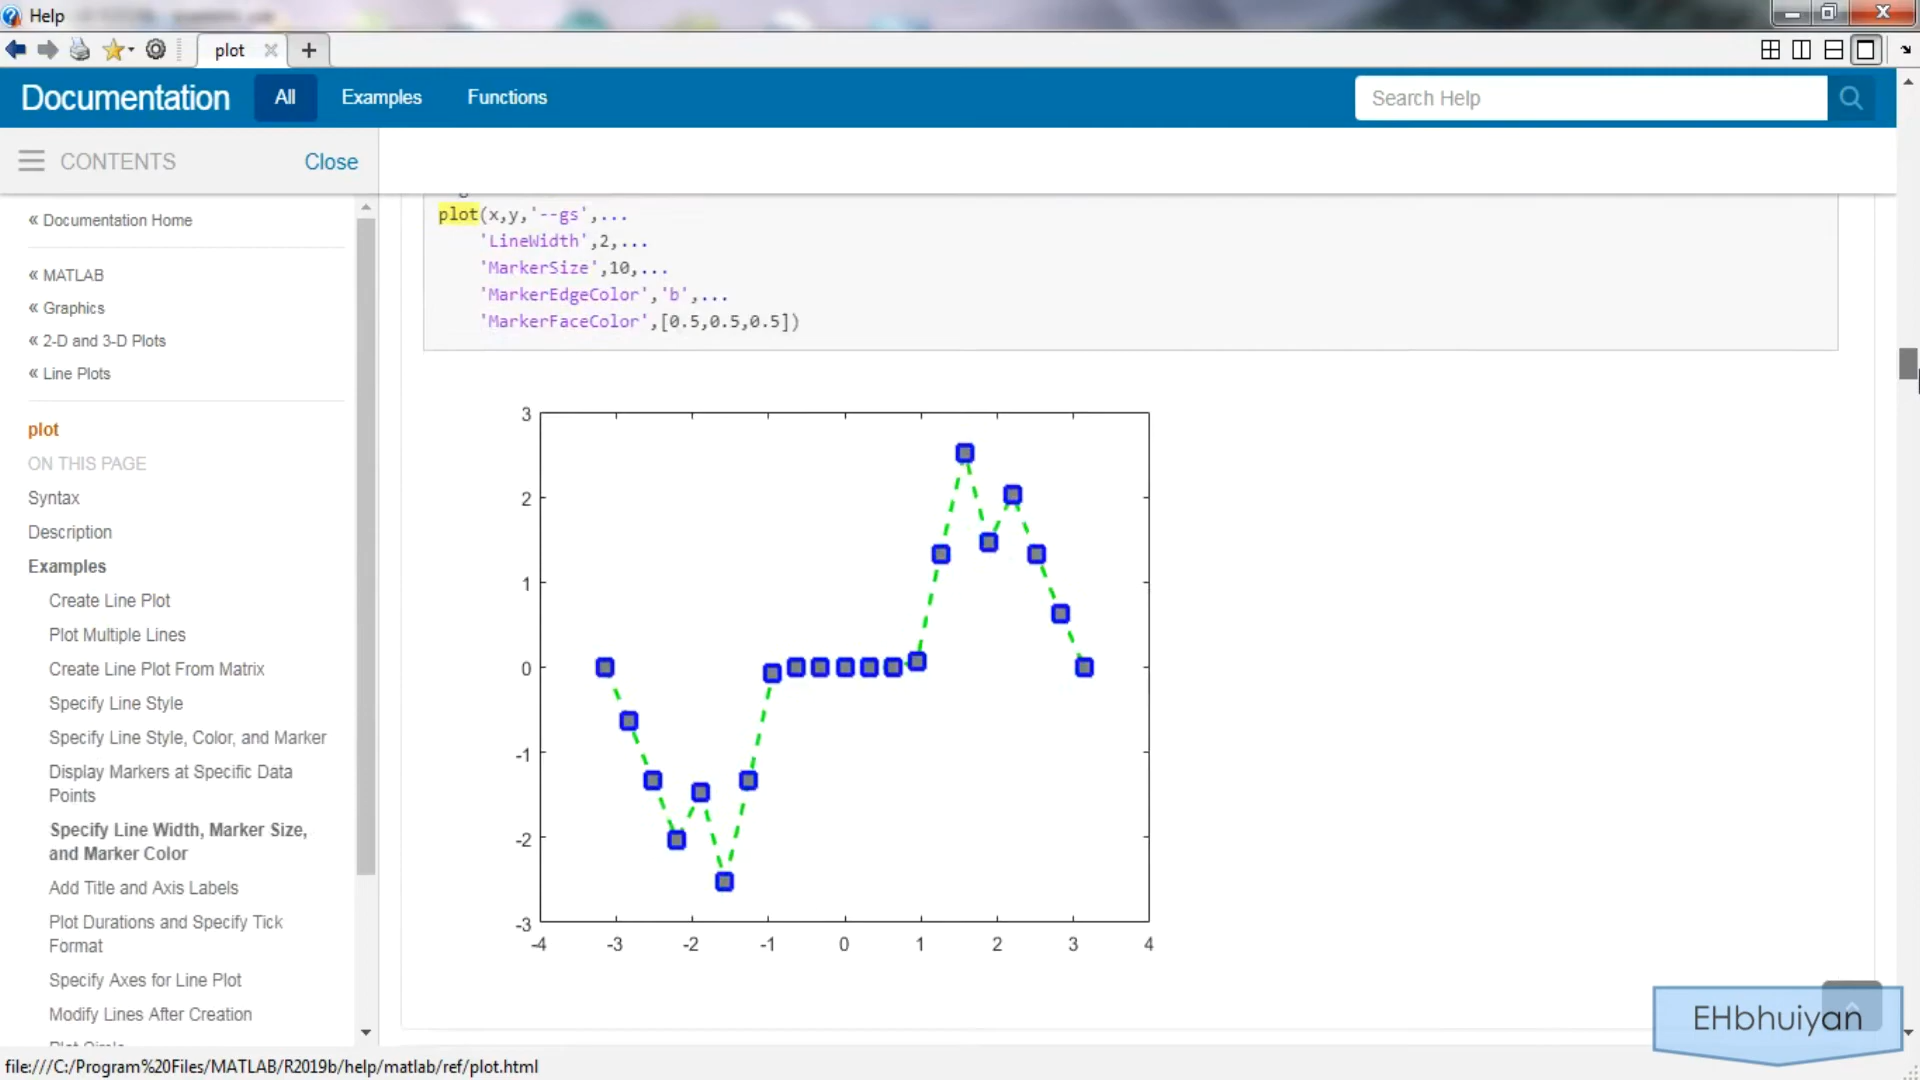 Help
plot
Documentation All Examples Functions Search Help
CONTENTS Close
« Documentation Home
« MATLAB
« Graphics
« 2-D and 3-D Plots
« Line Plots
plot
ON THIS PAGE
Syntax
Description
Examples
Create Line Plot
Plot Multiple Lines
Create Line Plot From Matrix
Specify Line Style
Specify Line Style, Color, and Marker
Display Markers at Specific Data
Points
Specify Line Width, Marker Size,
and Marker Color
Add Title and Axis Labels
Plot Durations and Specify Tick
Format
Specify Axes for Line Plot
Modify Lines After Creation
Plot Circle
plot(x,y,'--gs',...
'LineWidth',2,...
'MarkerSize',10,...
'MarkerEdgeColor','b',...
'MarkerFaceColor',[0.5,0.5,0.5])
3
2
1
0
-1
-2
-3
-4 -3 -2 -1 0 1 2 3 4
EHbhuiyan
file:///C:/Program%20Files/MATLAB/R2019b/help/matlab/ref/plot.html